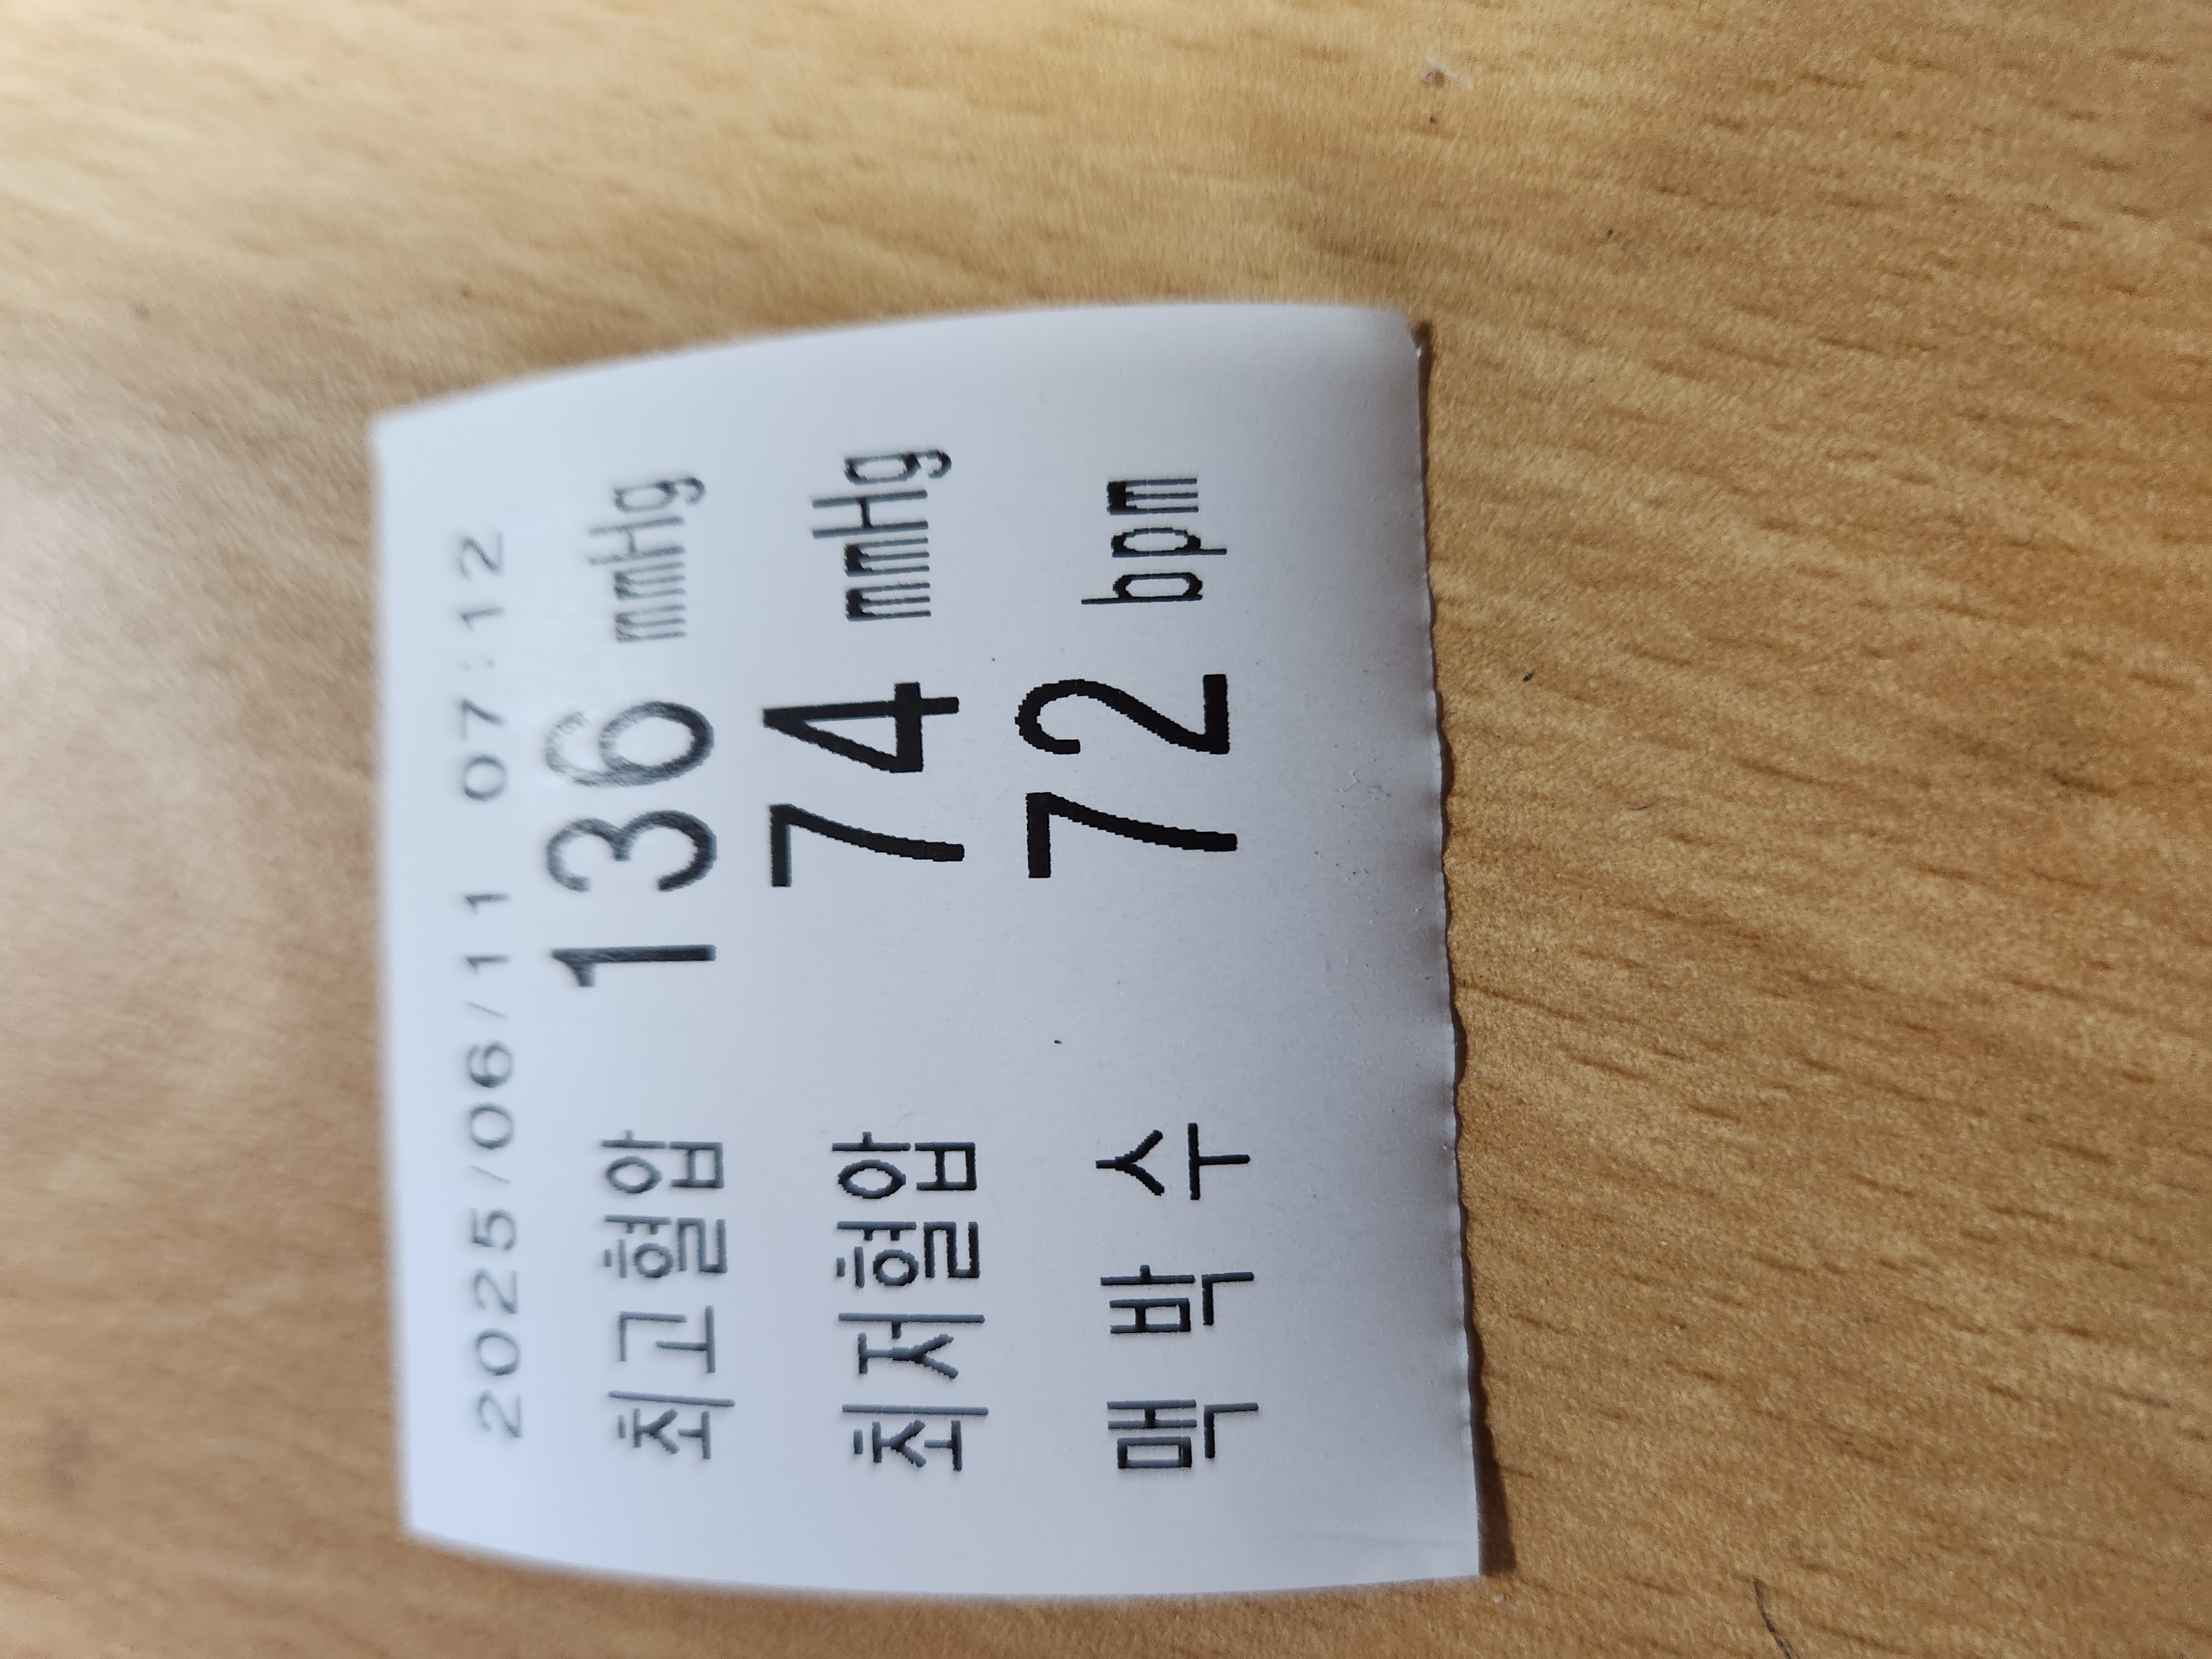 2025/06/11 07:12
최고혈압 136 mmHg
최저혈압 74 mmHg
맥 박 수 72 bpm